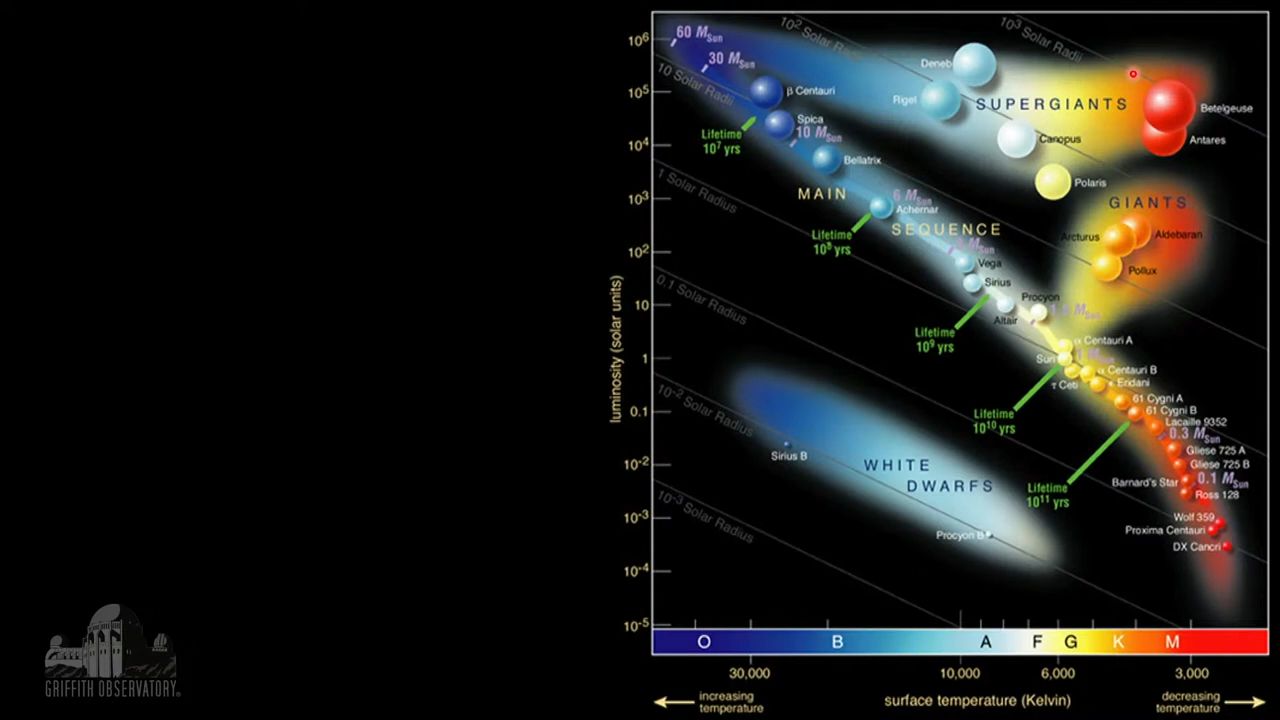 10⁶
10⁵
10⁴
10³
10²
10
1
0.1
10⁻²
10⁻³
10⁻⁴
10⁻⁵
luminosity (solar units)
60 MSun
30 MSun
10² Solar Radii
10³ Solar Radii
10 Solar Radii
1 Solar Radius
0.1 Solar Radius
10⁻² Solar Radius
10⁻³ Solar Radius
Deneb
Rigel
SUPERGIANTS
Betelgeuse
Antares
Canopus
Polaris
β Centauri
Spica
10 MSun
Lifetime
10⁷ yrs
Bellatrix
MAIN
SEQUENCE
6 MSun
Achernar
Lifetime
10⁸ yrs
GIANTS
Arcturus
Aldebaran
Pollux
Vega
Sirius
Procyon
Altair
Lifetime
10⁹ yrs
α Centauri A
Sun
1 MSun
α Centauri B
τ Ceti
ε Eridani
61 Cygni A
61 Cygni B
Lacaille 9352
Lifetime
10¹⁰ yrs
0.3 MSun
Gliese 725 A
Gliese 725 B
0.1 MSun
Barnard's Star
Ross 128
Lifetime
10¹¹ yrs
Wolf 359
Proxima Centauri
DX Cancri
Sirius B
WHITE
DWARFS
Procyon B
O B A F G K M
30,000 10,000 6,000 3,000
increasing
temperature
surface temperature (Kelvin)
decreasing
temperature
GRIFFITH OBSERVATORY